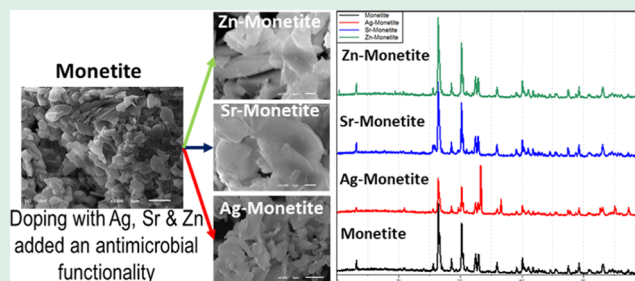 Monetite
Doping with Ag, Sr & Zn
added an antimicrobial
functionality
Zn-Monetite
Sr-Monetite
Ag-Monetite
Monetite
Ag-Monetite
Sr-Monetite
Zn-Monetite
Zn-Monetite
Sr-Monetite
Ag-Monetite
Monetite